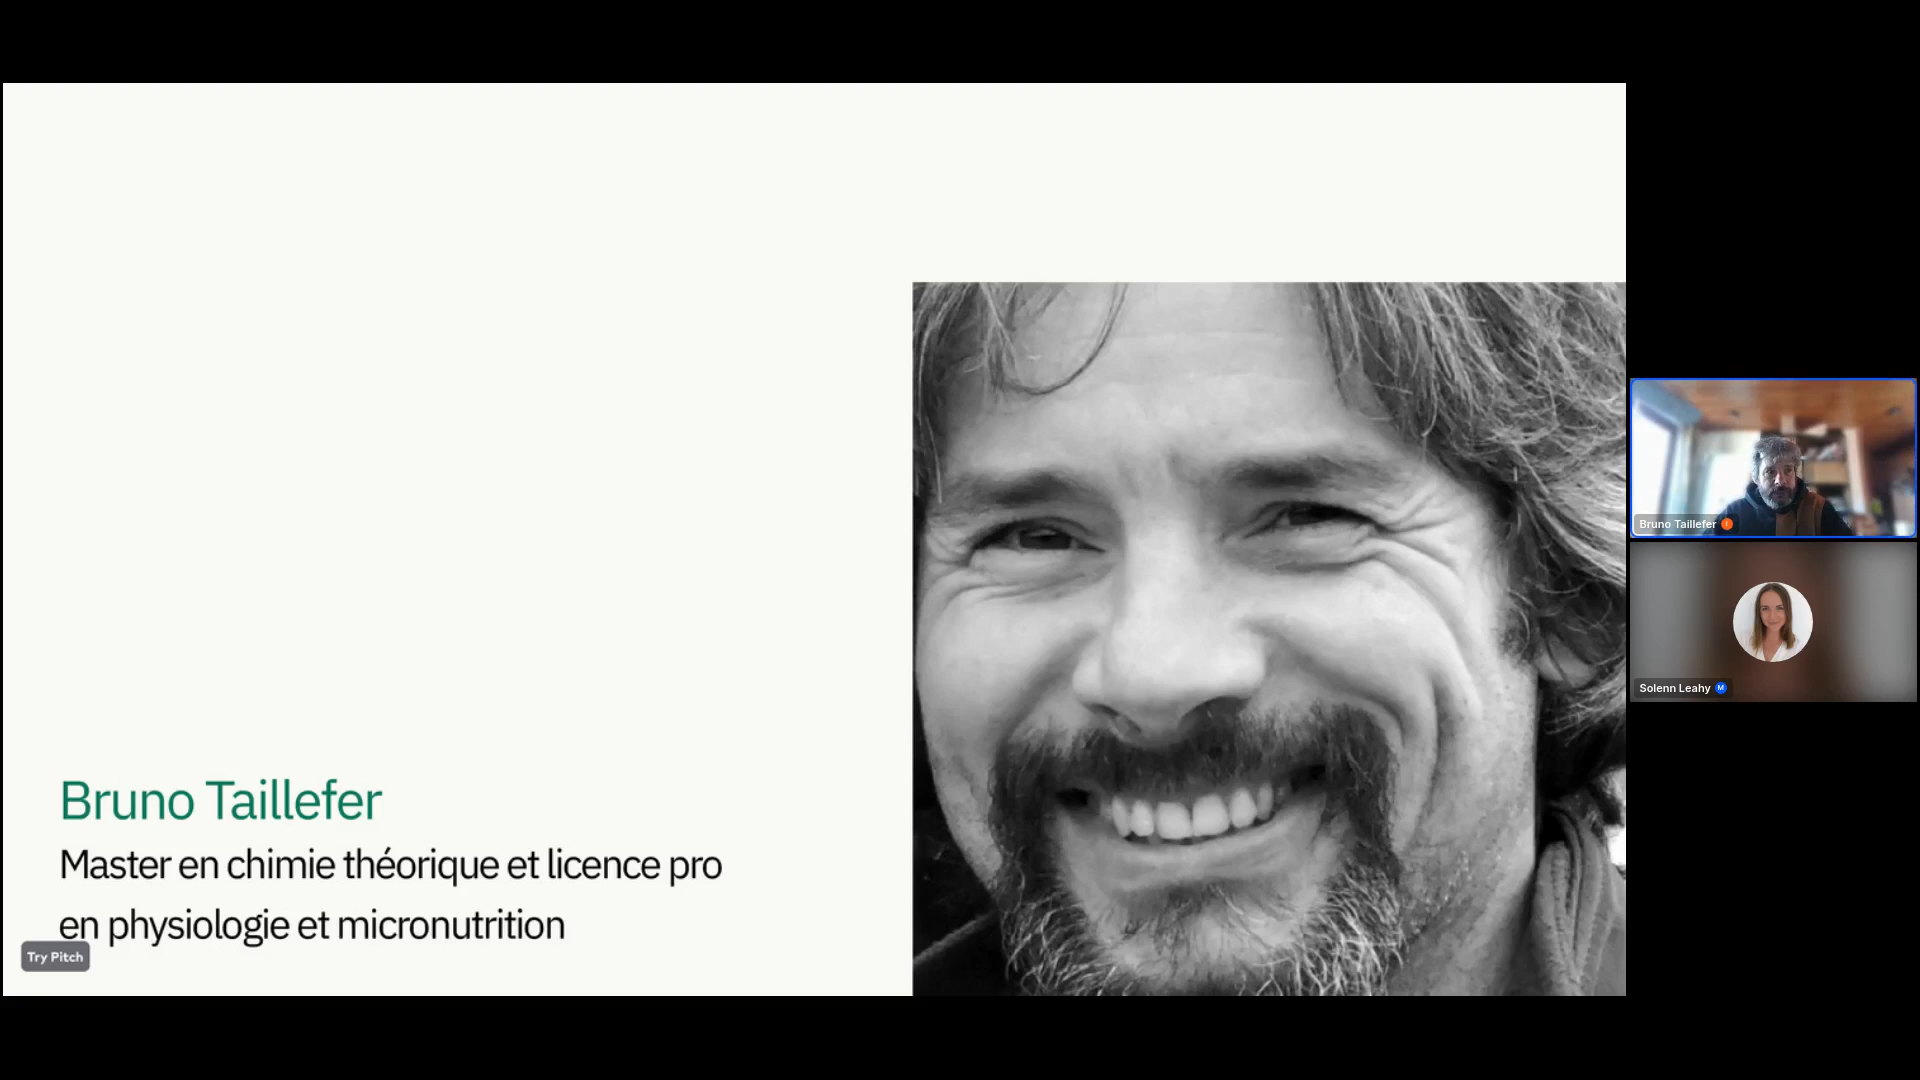 Bruno Taillefer
Master en chimie théorique et licence pro
en physiologie et micronutrition
Try Pitch
Bruno Taillefer
Solenn Leahy M